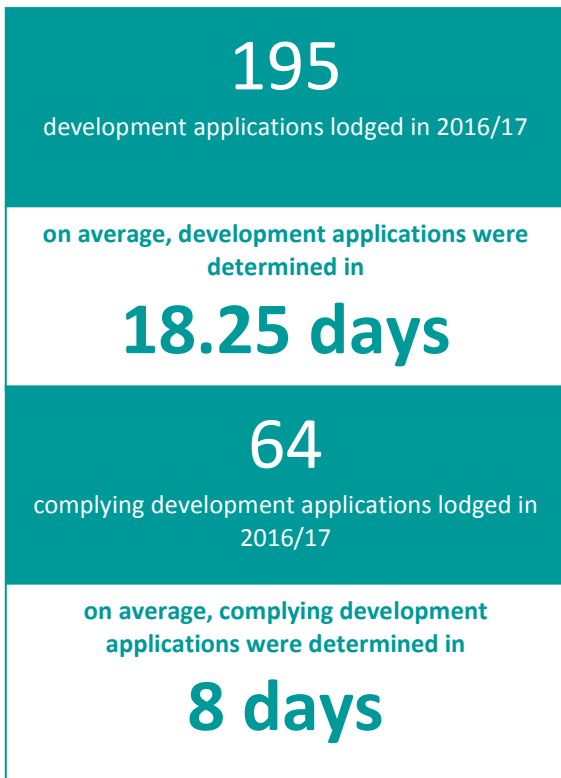 195
development applications lodged in 2016/17
on average, development applications were
determined in
18.25 days
64
complying development applications lodged in
2016/17
on average, complying development
applications were determined in
8 days